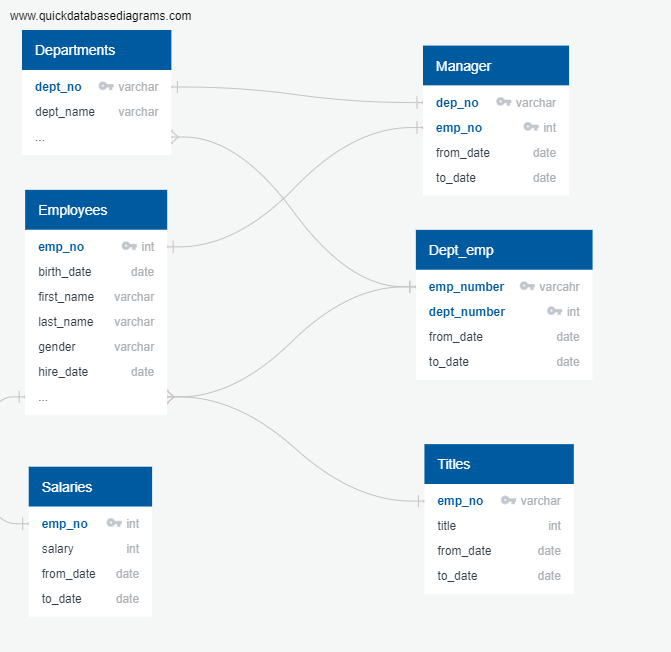 www.quickdatabasediagrams.com
Departments
dept_no varchar
dept_name varchar
...
Employees
emp_no int
birth_date date
first_name varchar
last_name varchar
gender varchar
hire_date date
...
Salaries
emp_no int
salary int
from_date date
to_date date
Manager
dep_no varchar
emp_no int
from_date date
to_date date
Dept_emp
emp_number varcahr
dept_number int
from_date date
to_date date
Titles
emp_no varchar
title int
from_date date
to_date date